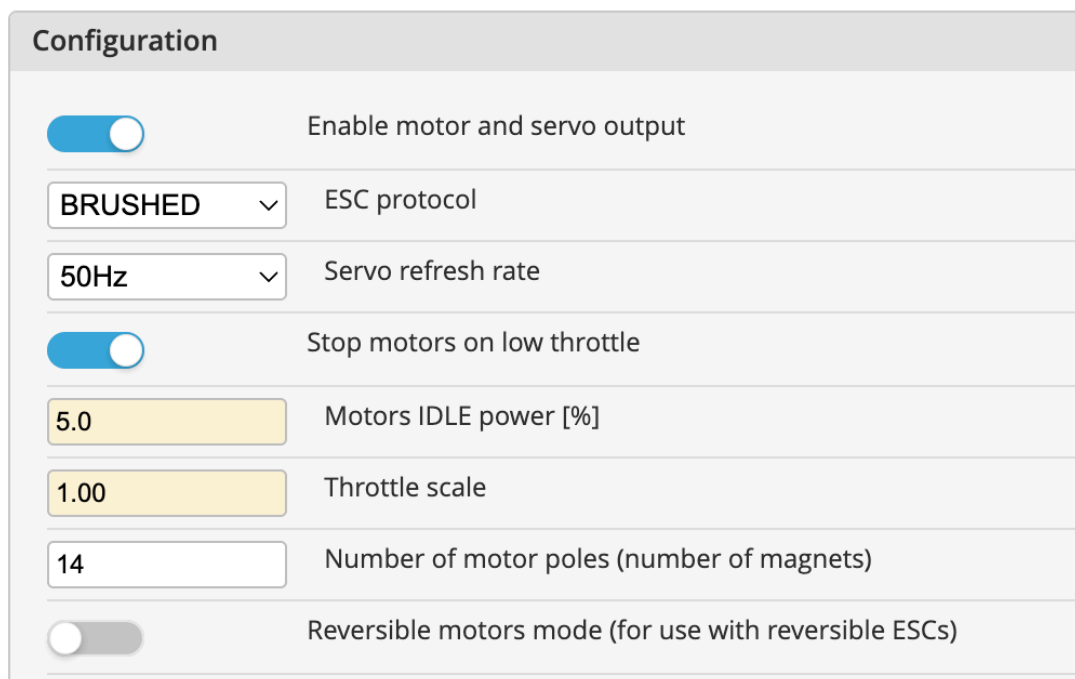 Configuration
Enable motor and servo output
BRUSHED ESC protocol
50Hz Servo refresh rate
Stop motors on low throttle
5.0 Motors IDLE power [%]
1.00 Throttle scale
14 Number of motor poles (number of magnets)
Reversible motors mode (for use with reversible ESCs)